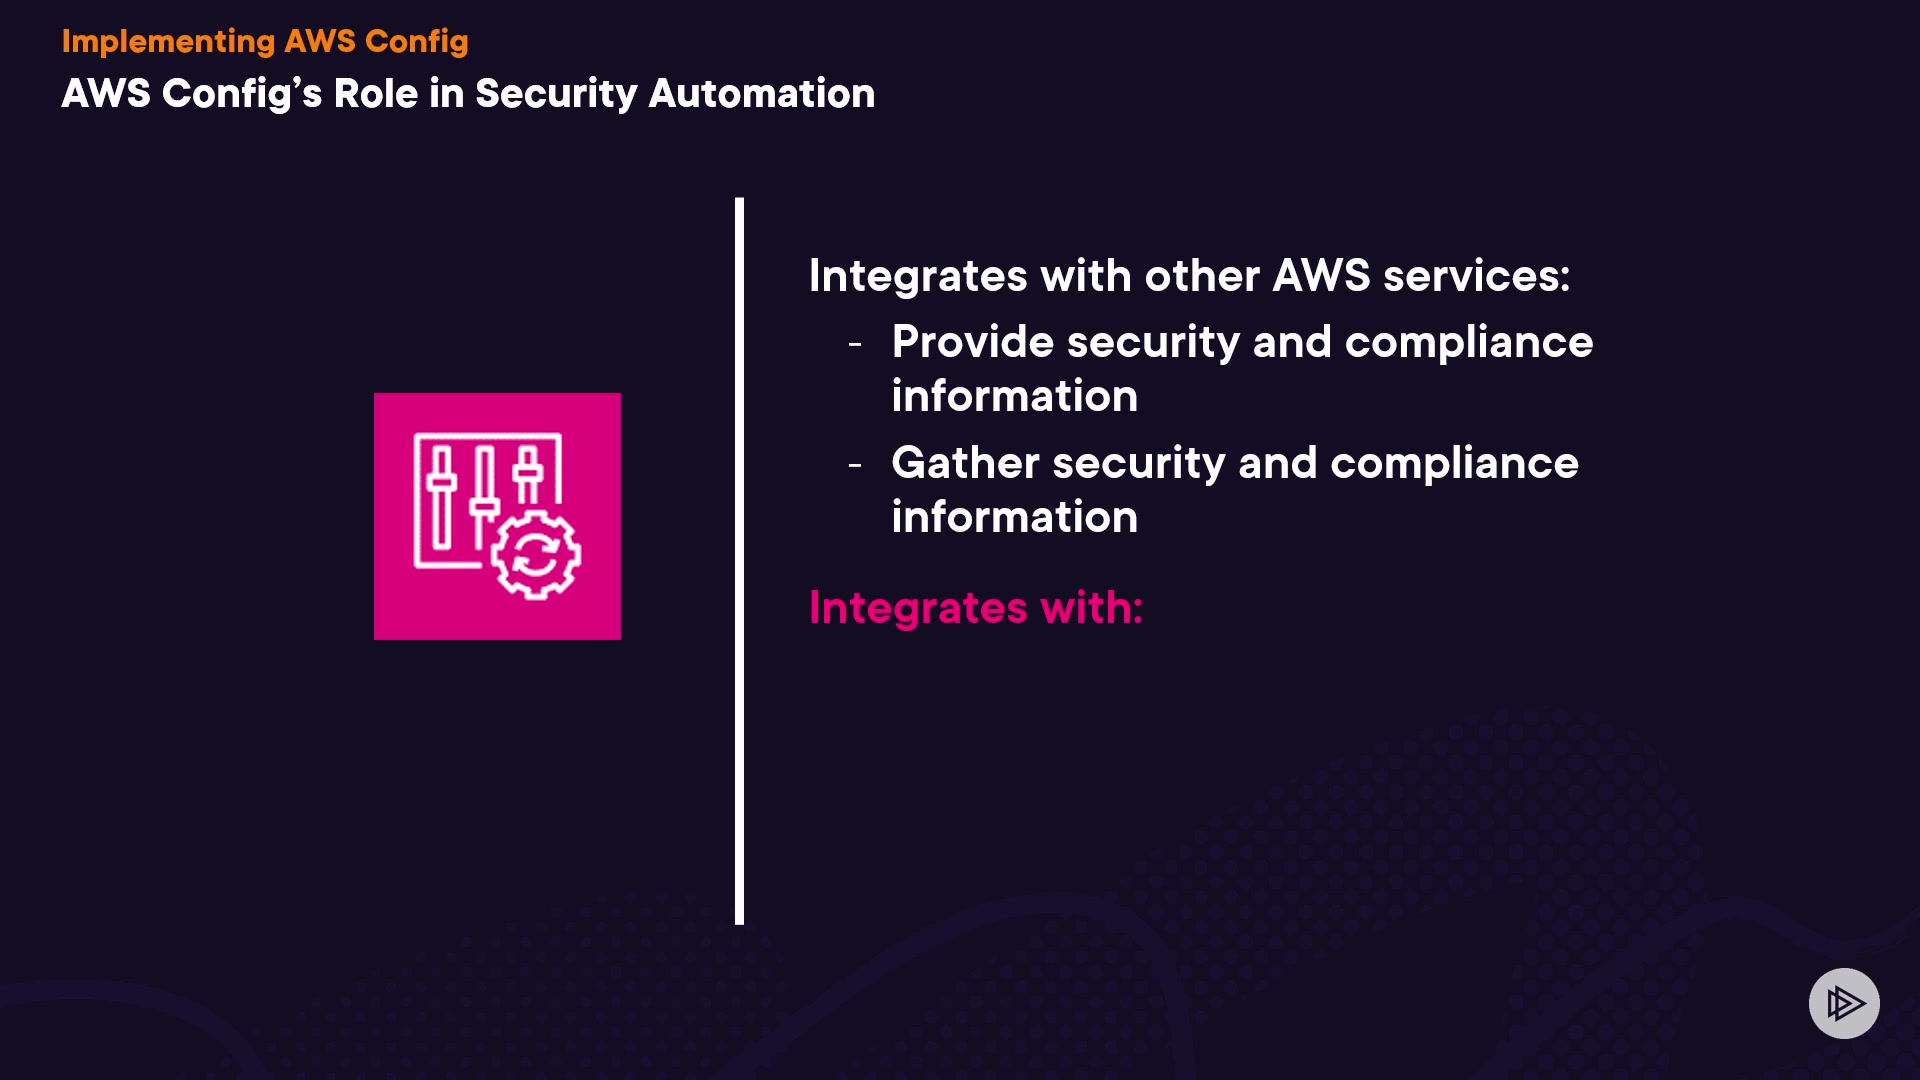 Implementing AWS Config
AWS Config’s Role in Security Automation
Integrates with other AWS services:
- Provide security and compliance
information
- Gather security and compliance
information
Integrates with: